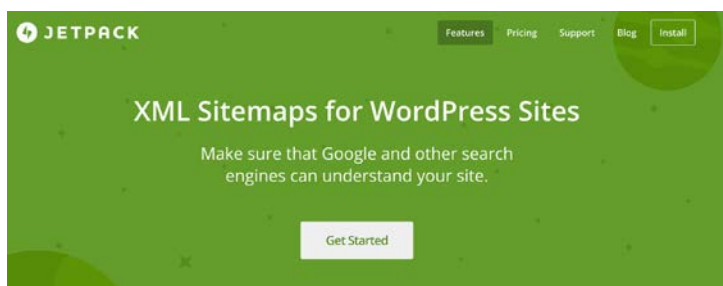 JETPACK
Features Pricing Support Blog Install
XML Sitemaps for WordPress Sites
Make sure that Google and other search
engines can understand your site.
Get Started